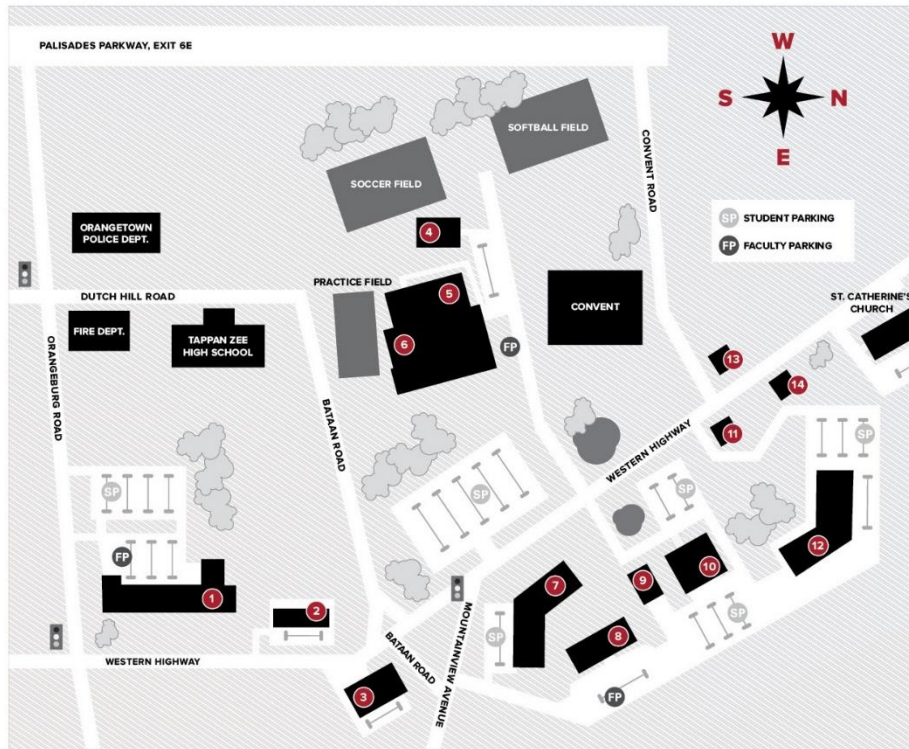 PALISADES PARKWAY, EXIT 6E
W
S
N
E
SOFTBALL FIELD
SOCCER FIELD
CONVENT ROAD
SP STUDENT PARKING
FP FACULTY PARKING
ORANGETOWN
POLICE DEPT.
4
PRACTICE FIELD
DUTCH HILL ROAD
5
CONVENT
ST. CATHERINE'S
CHURCH
FIRE DEPT.
TAPPAN ZEE
HIGH SCHOOL
6
FP
13
14
ORANGEBURG ROAD
BATAAN ROAD
WESTERN HIGHWAY
11
SP
SP
SP
SP
12
FP
10
9
7
1
2
SP
SP
8
MOUNTAINVIEW AVENUE
BATAAN ROAD
WESTERN HIGHWAY
3
FP